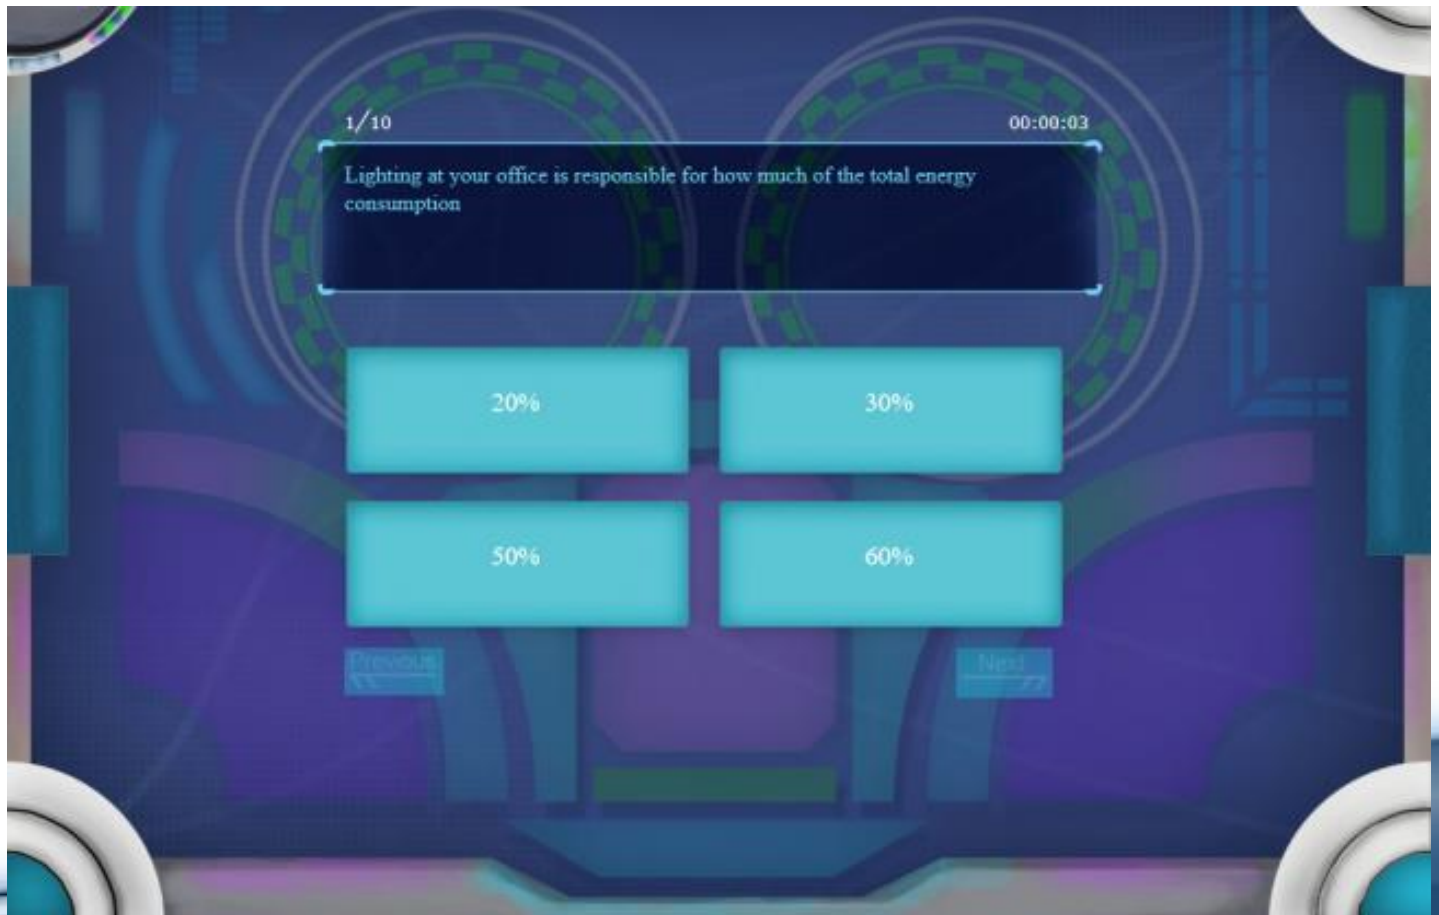 1/10
00:00:03
Lighting at your office is responsible for how much of the total energy
consumption
20%
30%
50%
60%
Previous
Next